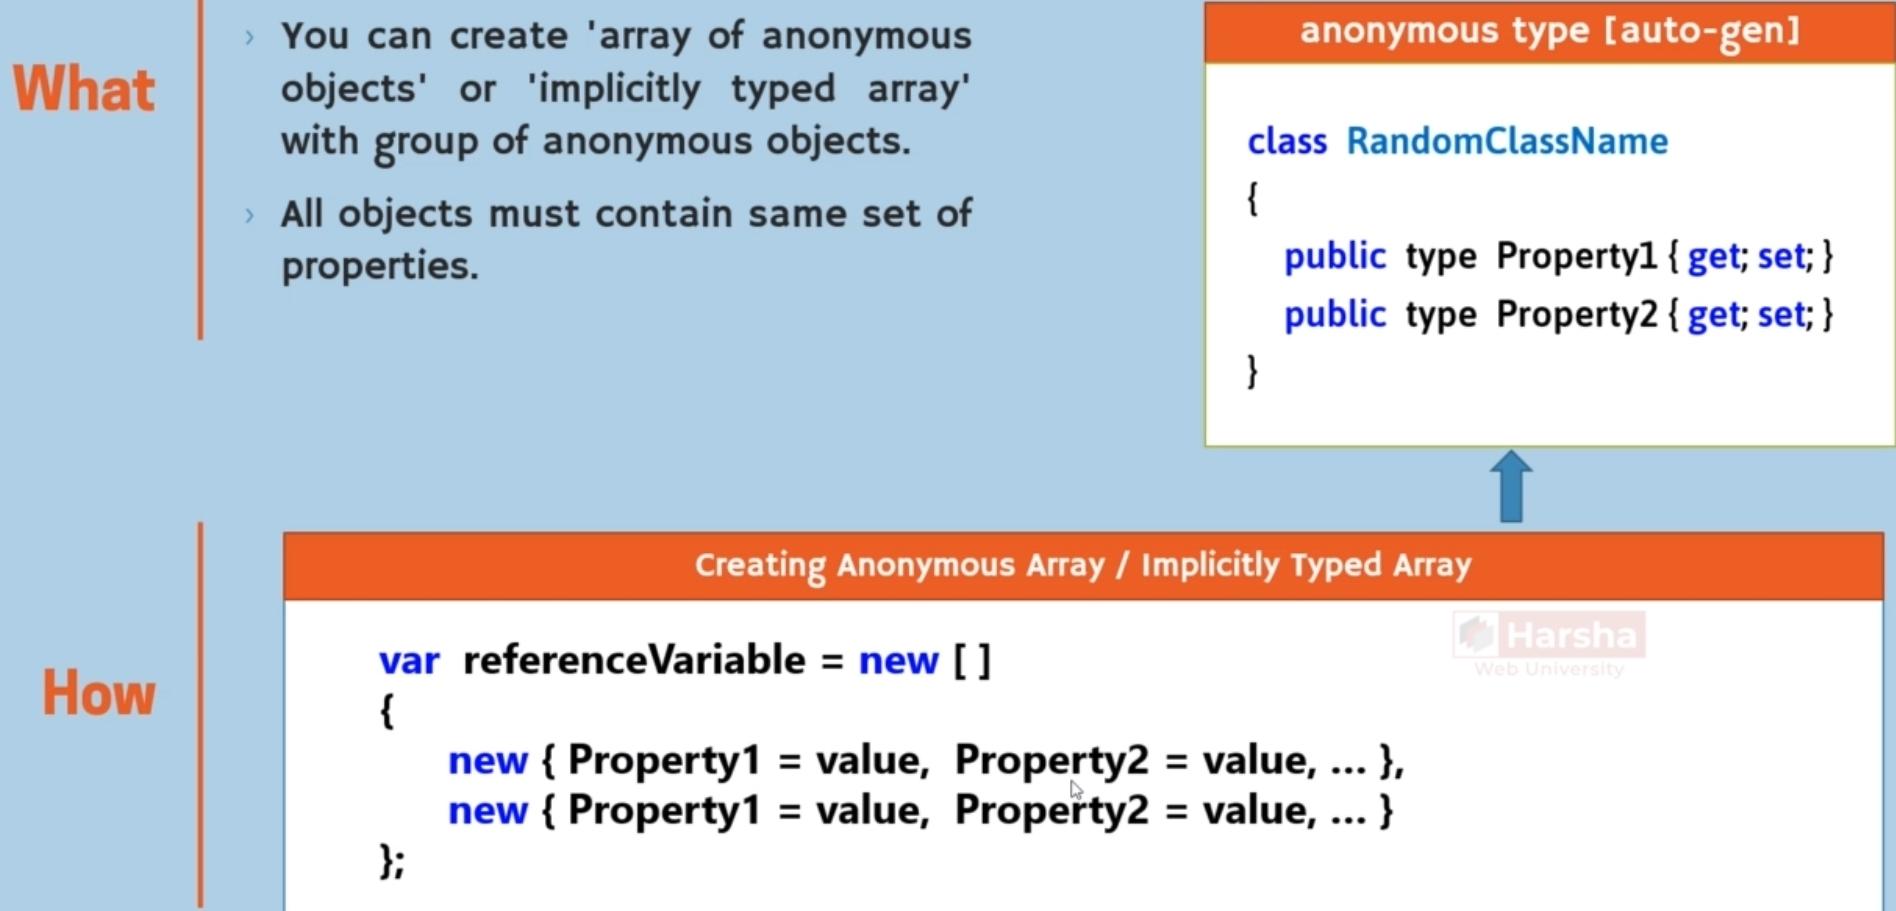 What
› You can create 'array of anonymous
objects' or 'implicitly typed array'
with group of anonymous objects.
› All objects must contain same set of
properties.
anonymous type [auto-gen]
class RandomClassName
{
public type Property1 { get; set; }
public type Property2 { get; set; }
}
How
Creating Anonymous Array / Implicitly Typed Array
var referenceVariable = new [ ]
{
new { Property1 = value, Property2 = value, ... },
new { Property1 = value, Property2 = value, ... }
};
Harsha
Web University